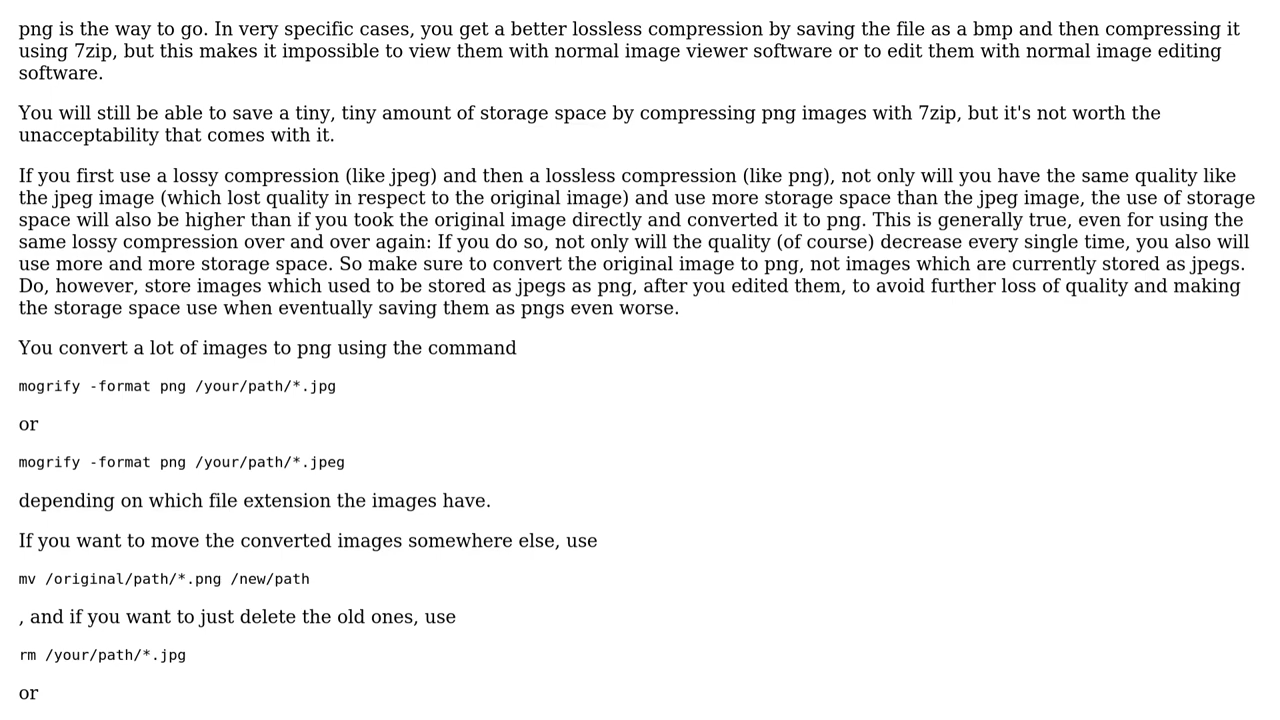 png is the way to go. In very specific cases, you get a better lossless compression by saving the file as a bmp and then compressing it
using 7zip, but this makes it impossible to view them with normal image viewer software or to edit them with normal image editing
software.
You will still be able to save a tiny, tiny amount of storage space by compressing png images with 7zip, but it's not worth the
unacceptability that comes with it.
If you first use a lossy compression (like jpeg) and then a lossless compression (like png), not only will you have the same quality like
the jpeg image (which lost quality in respect to the original image) and use more storage space than the jpeg image, the use of storage
space will also be higher than if you took the original image directly and converted it to png. This is generally true, even for using the
same lossy compression over and over again: If you do so, not only will the quality (of course) decrease every single time, you also will
use more and more storage space. So make sure to convert the original image to png, not images which are currently stored as jpegs.
Do, however, store images which used to be stored as jpegs as png, after you edited them, to avoid further loss of quality and making
the storage space use when eventually saving them as pngs even worse.
You convert a lot of images to png using the command
mogrify -format png /your/path/*.jpg
or
mogrify -format png /your/path/*.jpeg
depending on which file extension the images have.
If you want to move the converted images somewhere else, use
mv /original/path/*.png /new/path
, and if you want to just delete the old ones, use
rm /your/path/*.jpg
or